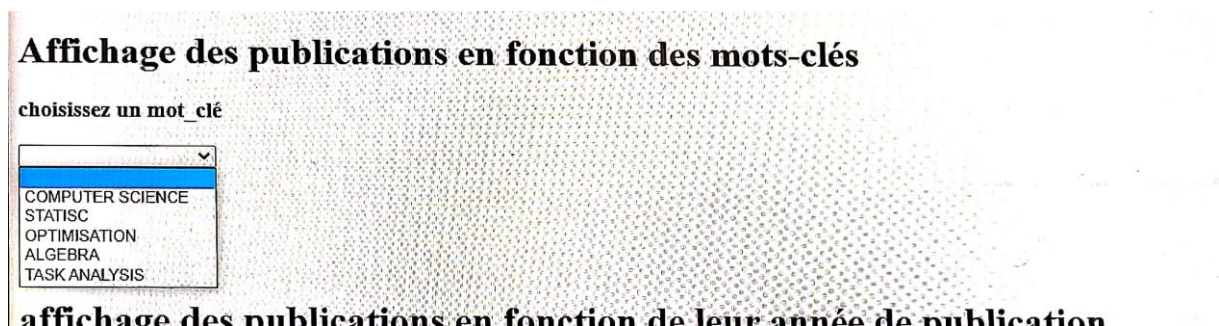 Affichage des publications en fonction des mots-clés
choisissez un mot_clé
COMPUTER SCIENCE
STATISC
OPTIMISATION
ALGEBRA
TASK ANALYSIS
affichage des publications en fonction de leur année de publication